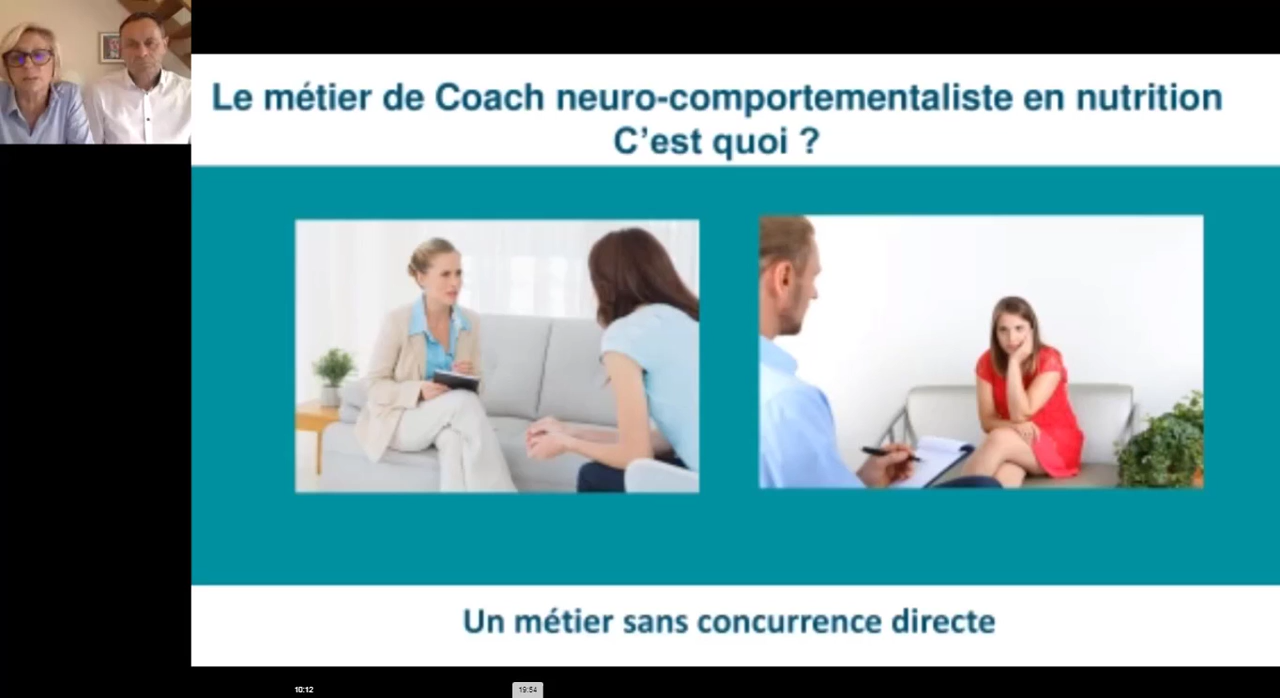 Le métier de Coach neuro-comportementaliste en nutrition
C'est quoi ?
Un métier sans concurrence directe
10:12
19:54